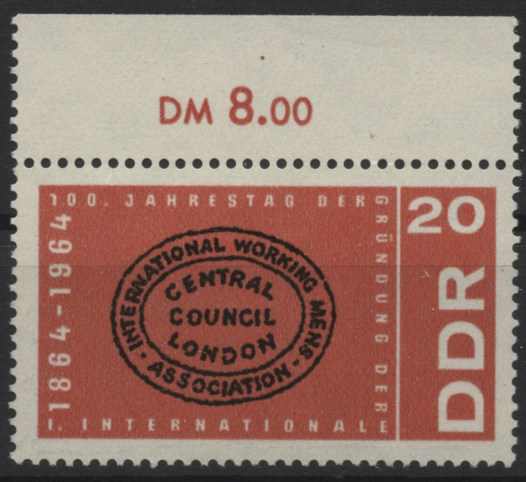 DM 8.00
100. JAHRESTAG DER
GRÜNDUNG DER
I. INTERNATIONALE
1864-1964
INTERNATIONAL WORKING MENS
· ASSOCIATION ·
CENTRAL
COUNCIL
LONDON
20
DDR